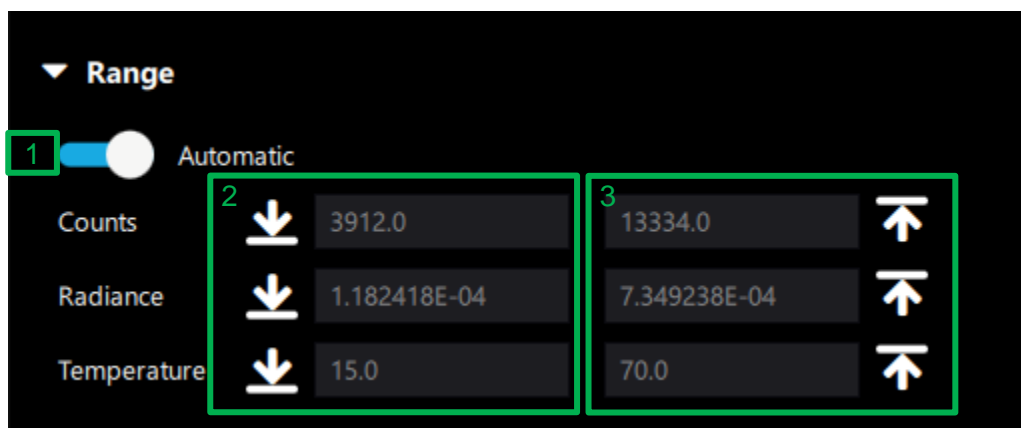 Range
1 Automatic
2 3
Counts 3912.0 13334.0
Radiance 1.182418E-04 7.349238E-04
Temperature 15.0 70.0